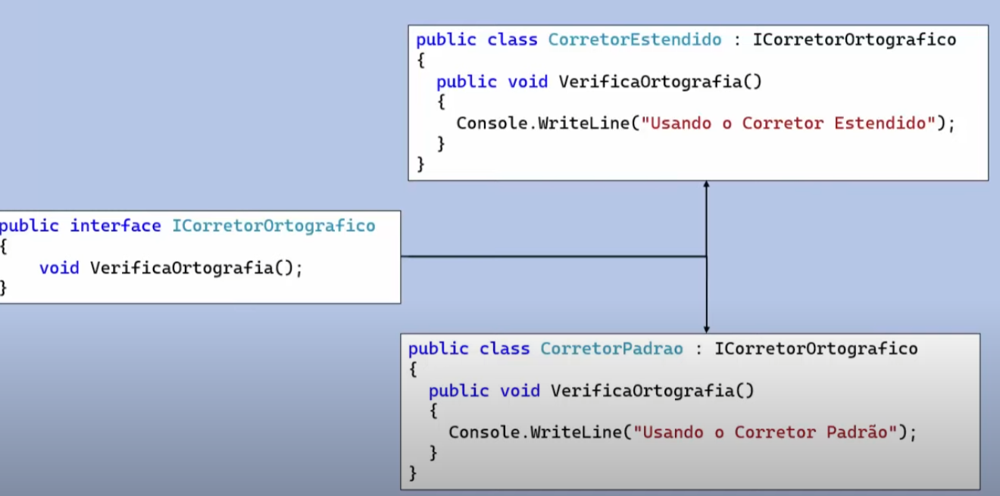 public class CorretorEstendido : ICorretorOrtografico
{
public void VerificaOrtografia()
{
Console.WriteLine("Usando o Corretor Estendido");
}
}
public interface ICorretorOrtografico
{
void VerificaOrtografia();
}
public class CorretorPadrao : ICorretorOrtografico
{
public void VerificaOrtografia()
{
Console.WriteLine("Usando o Corretor Padrão");
}
}